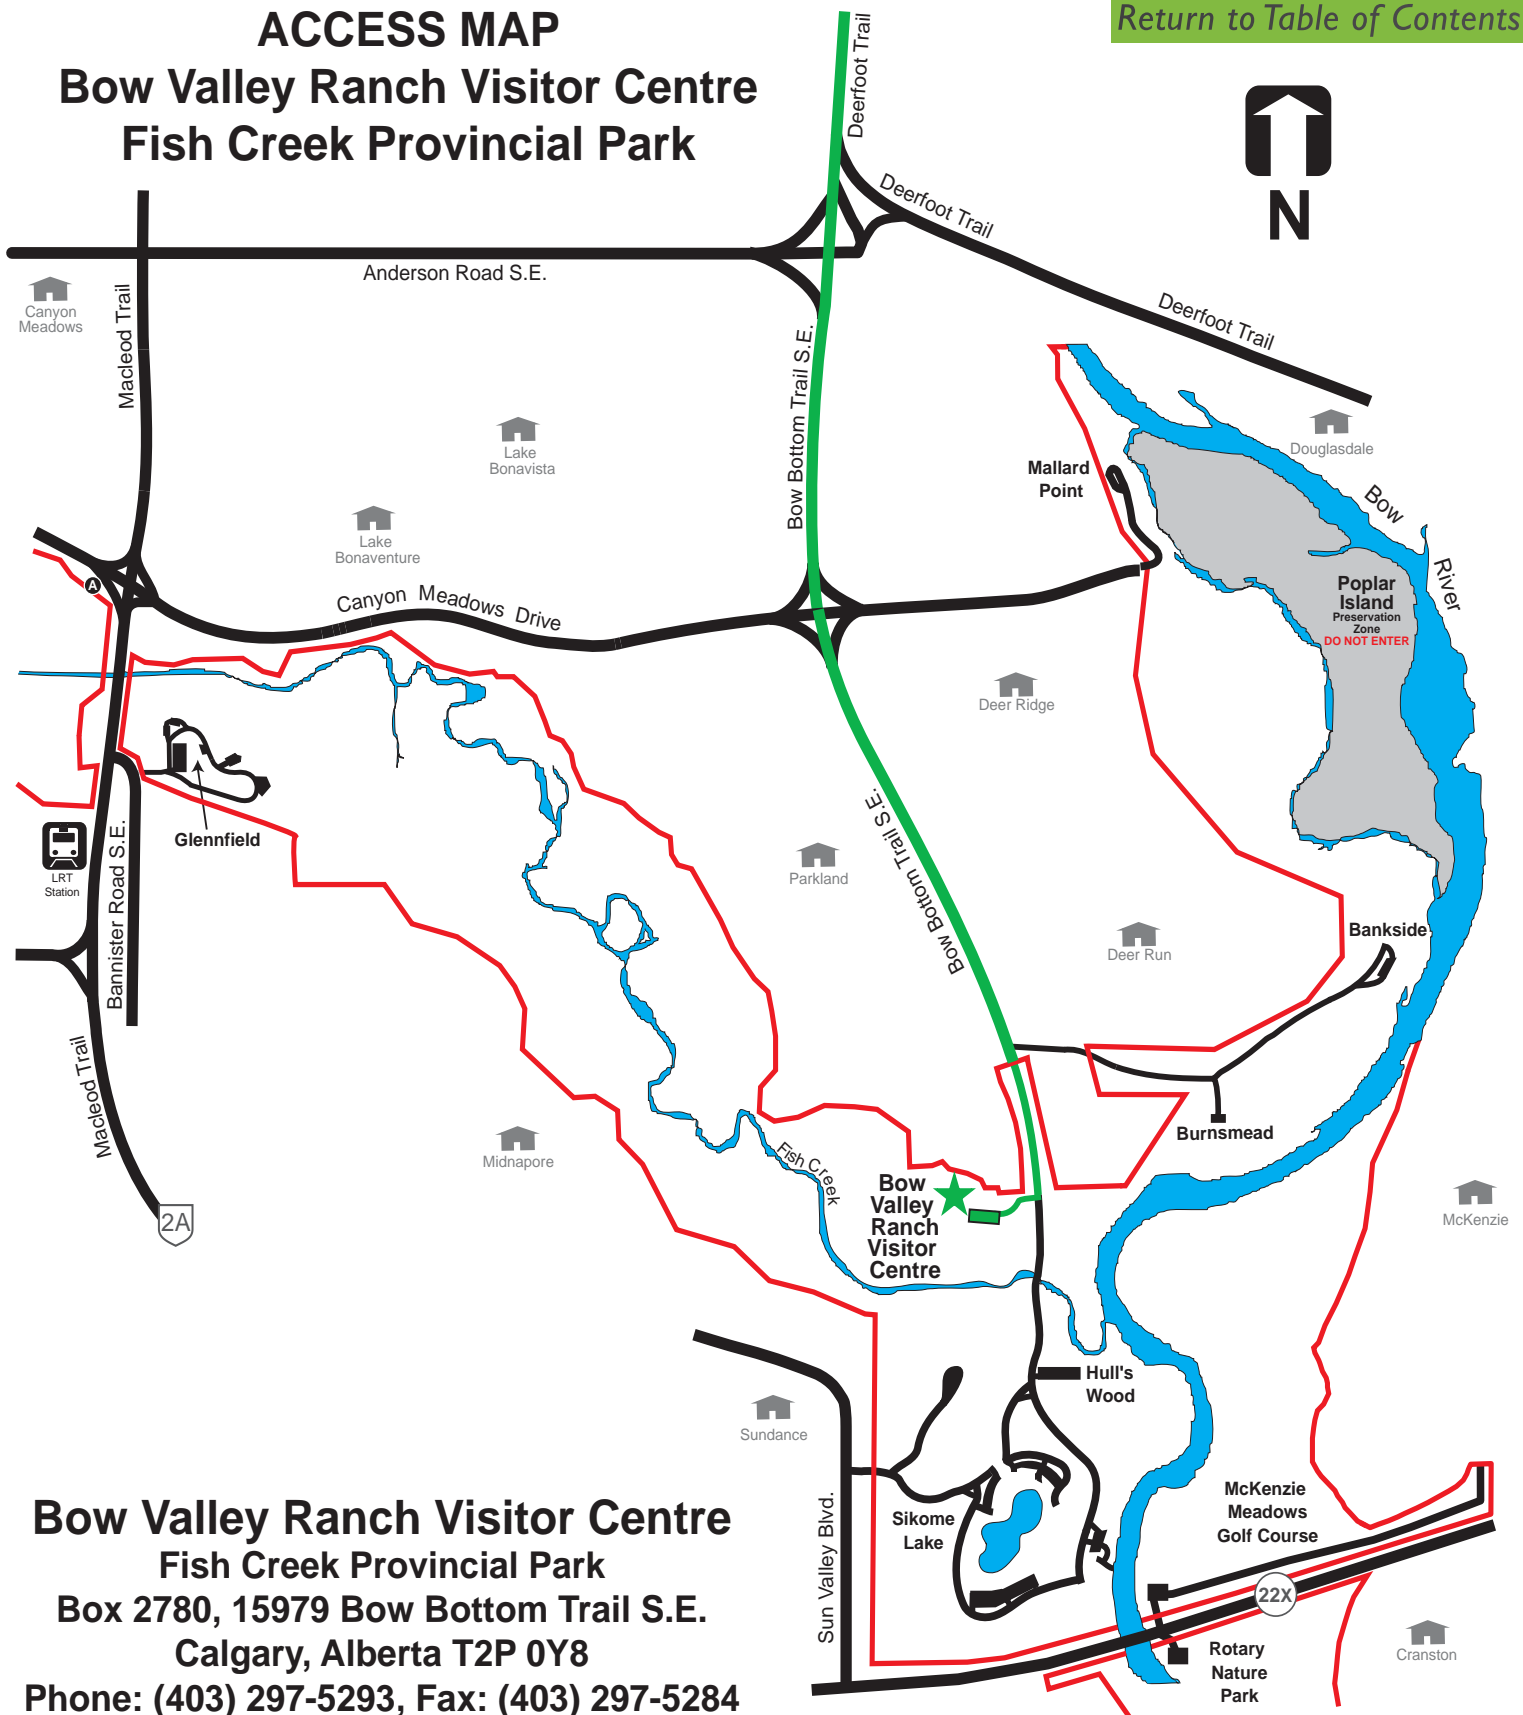 Return to Table of Contents
ACCESS MAP
Bow Valley Ranch Visitor Centre
Fish Creek Provincial Park
N
Deerfoot Trail
Deerfoot Trail
Deerfoot Trail
Anderson Road S.E.
Canyon
Meadows
Macleod Trail
Bow Bottom Trail S.E.
Lake
Bonavista
Lake
Bonaventure
Douglasdale
Mallard
Point
Bow
River
A
Canyon Meadows Drive
Poplar
Island
Preservation
Zone
DO NOT ENTER
Deer Ridge
Glennfield
LRT
Station
Bannister Road S.E.
Parkland
Bow Bottom Trail S.E.
Bankside
Deer Run
Macleod Trail
2A
Midnapore
Fish Creek
Burnsmead
Bow
Valley
Ranch
Visitor
Centre
McKenzie
Hull's
Wood
Sundance
Sun Valley Blvd.
Sikome
Lake
McKenzie
Meadows
Golf Course
22X
Rotary
Nature
Park
Cranston
Bow Valley Ranch Visitor Centre
Fish Creek Provincial Park
Box 2780, 15979 Bow Bottom Trail S.E.
Calgary, Alberta T2P 0Y8
Phone: (403) 297-5293, Fax: (403) 297-5284